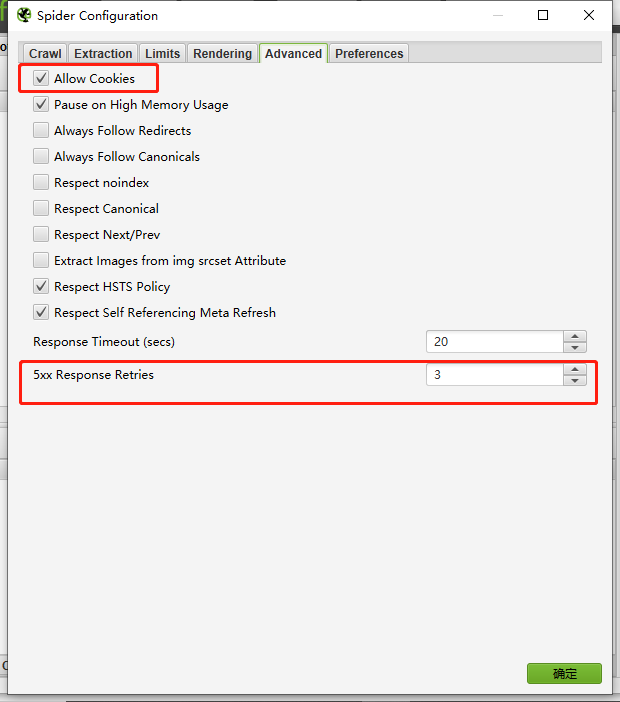 Spider Configuration
Crawl Extraction Limits Rendering Advanced Preferences
Allow Cookies
Pause on High Memory Usage
Always Follow Redirects
Always Follow Canonicals
Respect noindex
Respect Canonical
Respect Next/Prev
Extract Images from img srcset Attribute
Respect HSTS Policy
Respect Self Referencing Meta Refresh
Response Timeout (secs) 20
5xx Response Retries 3
确定